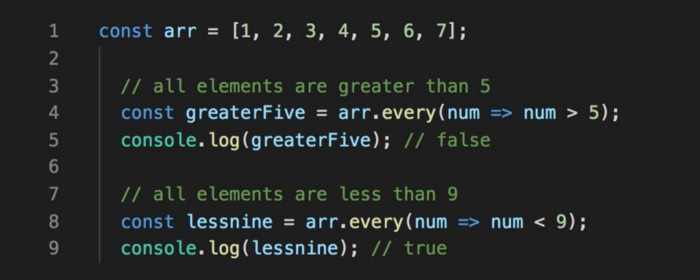 1 const arr = [1, 2, 3, 4, 5, 6, 7];
2
3 // all elements are greater than 5
4 const greaterFive = arr.every(num => num > 5);
5 console.log(greaterFive); // false
6
7 // all elements are less than 9
8 const lessnine = arr.every(num => num < 9);
9 console.log(lessnine); // true